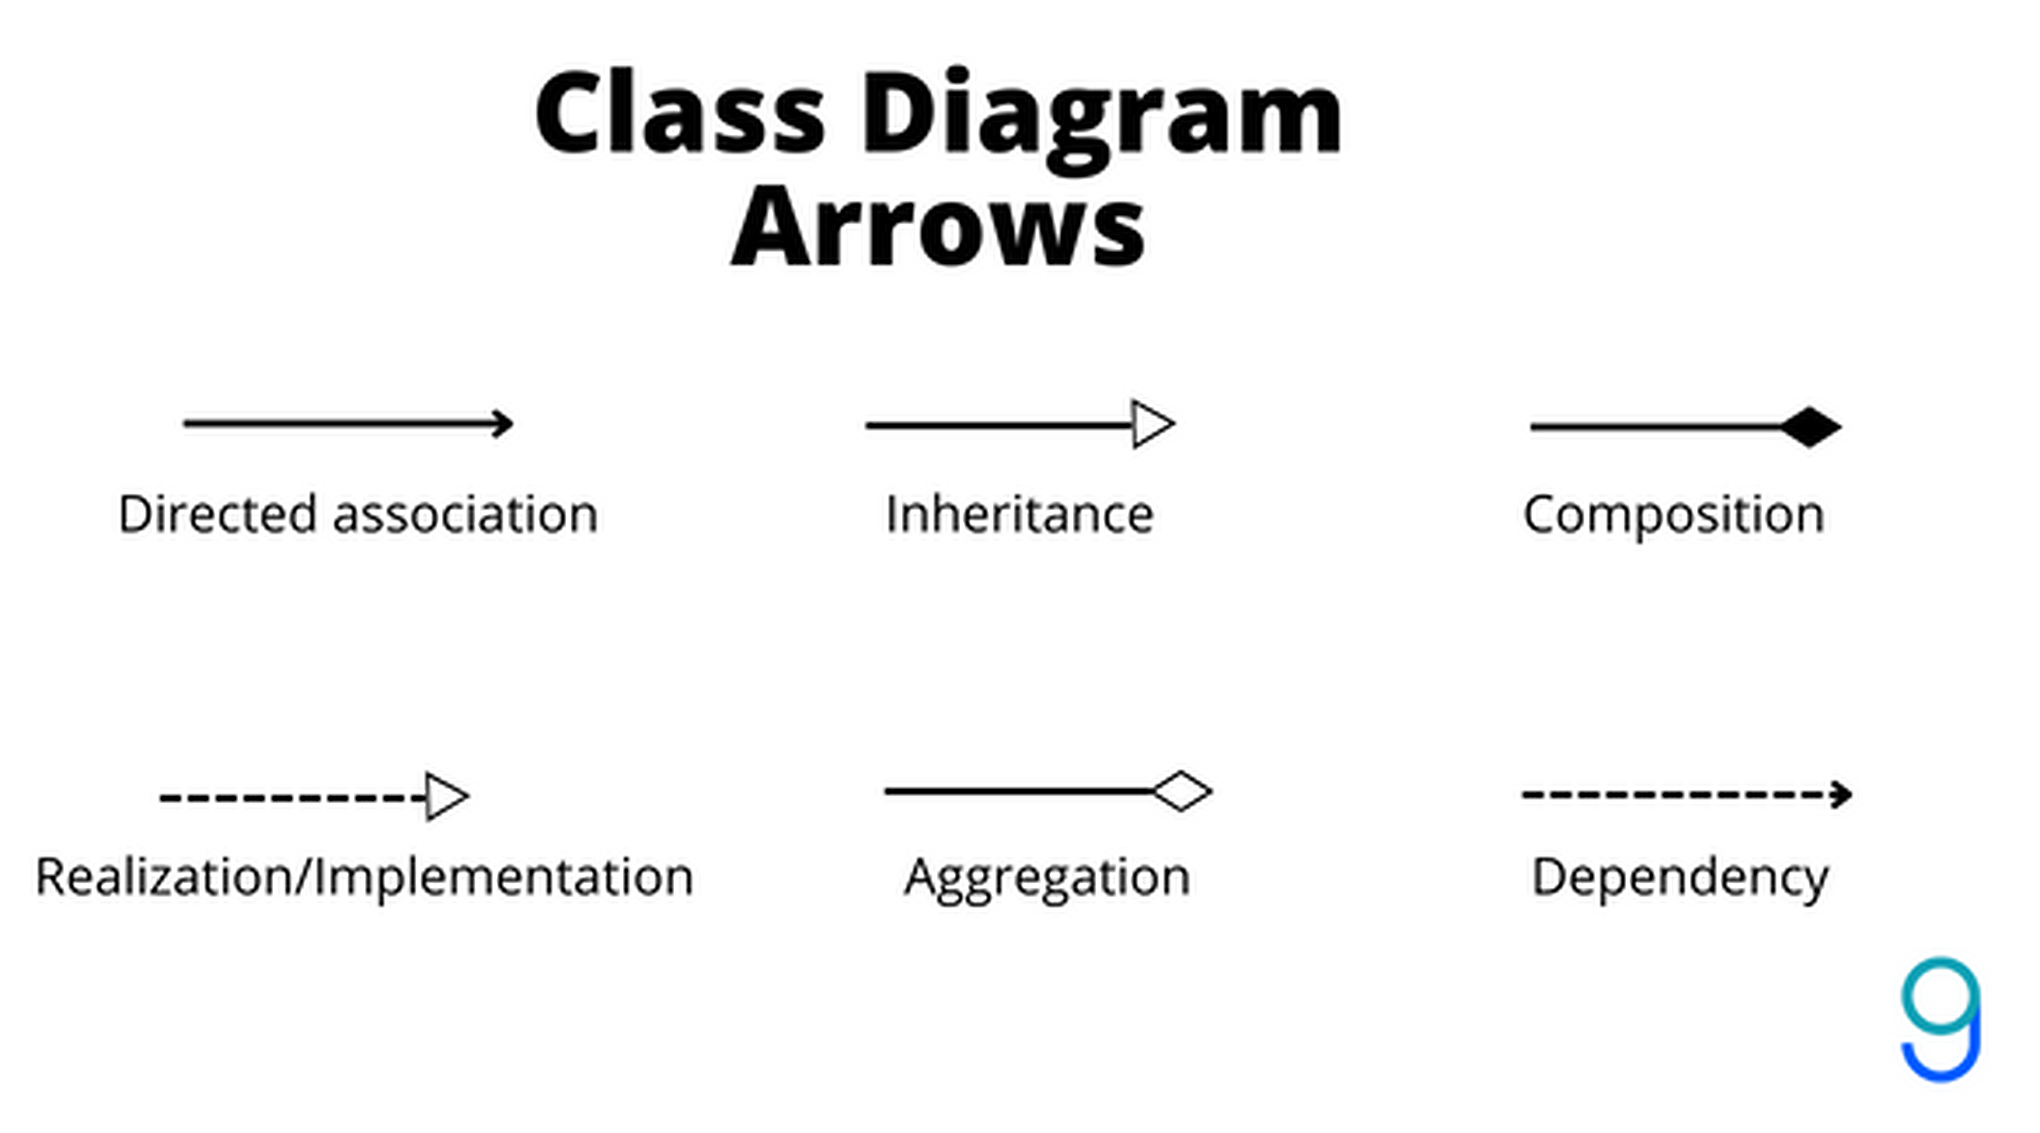 Class Diagram
Arrows
Directed association
Inheritance
Composition
Realization/Implementation
Aggregation
Dependency
g